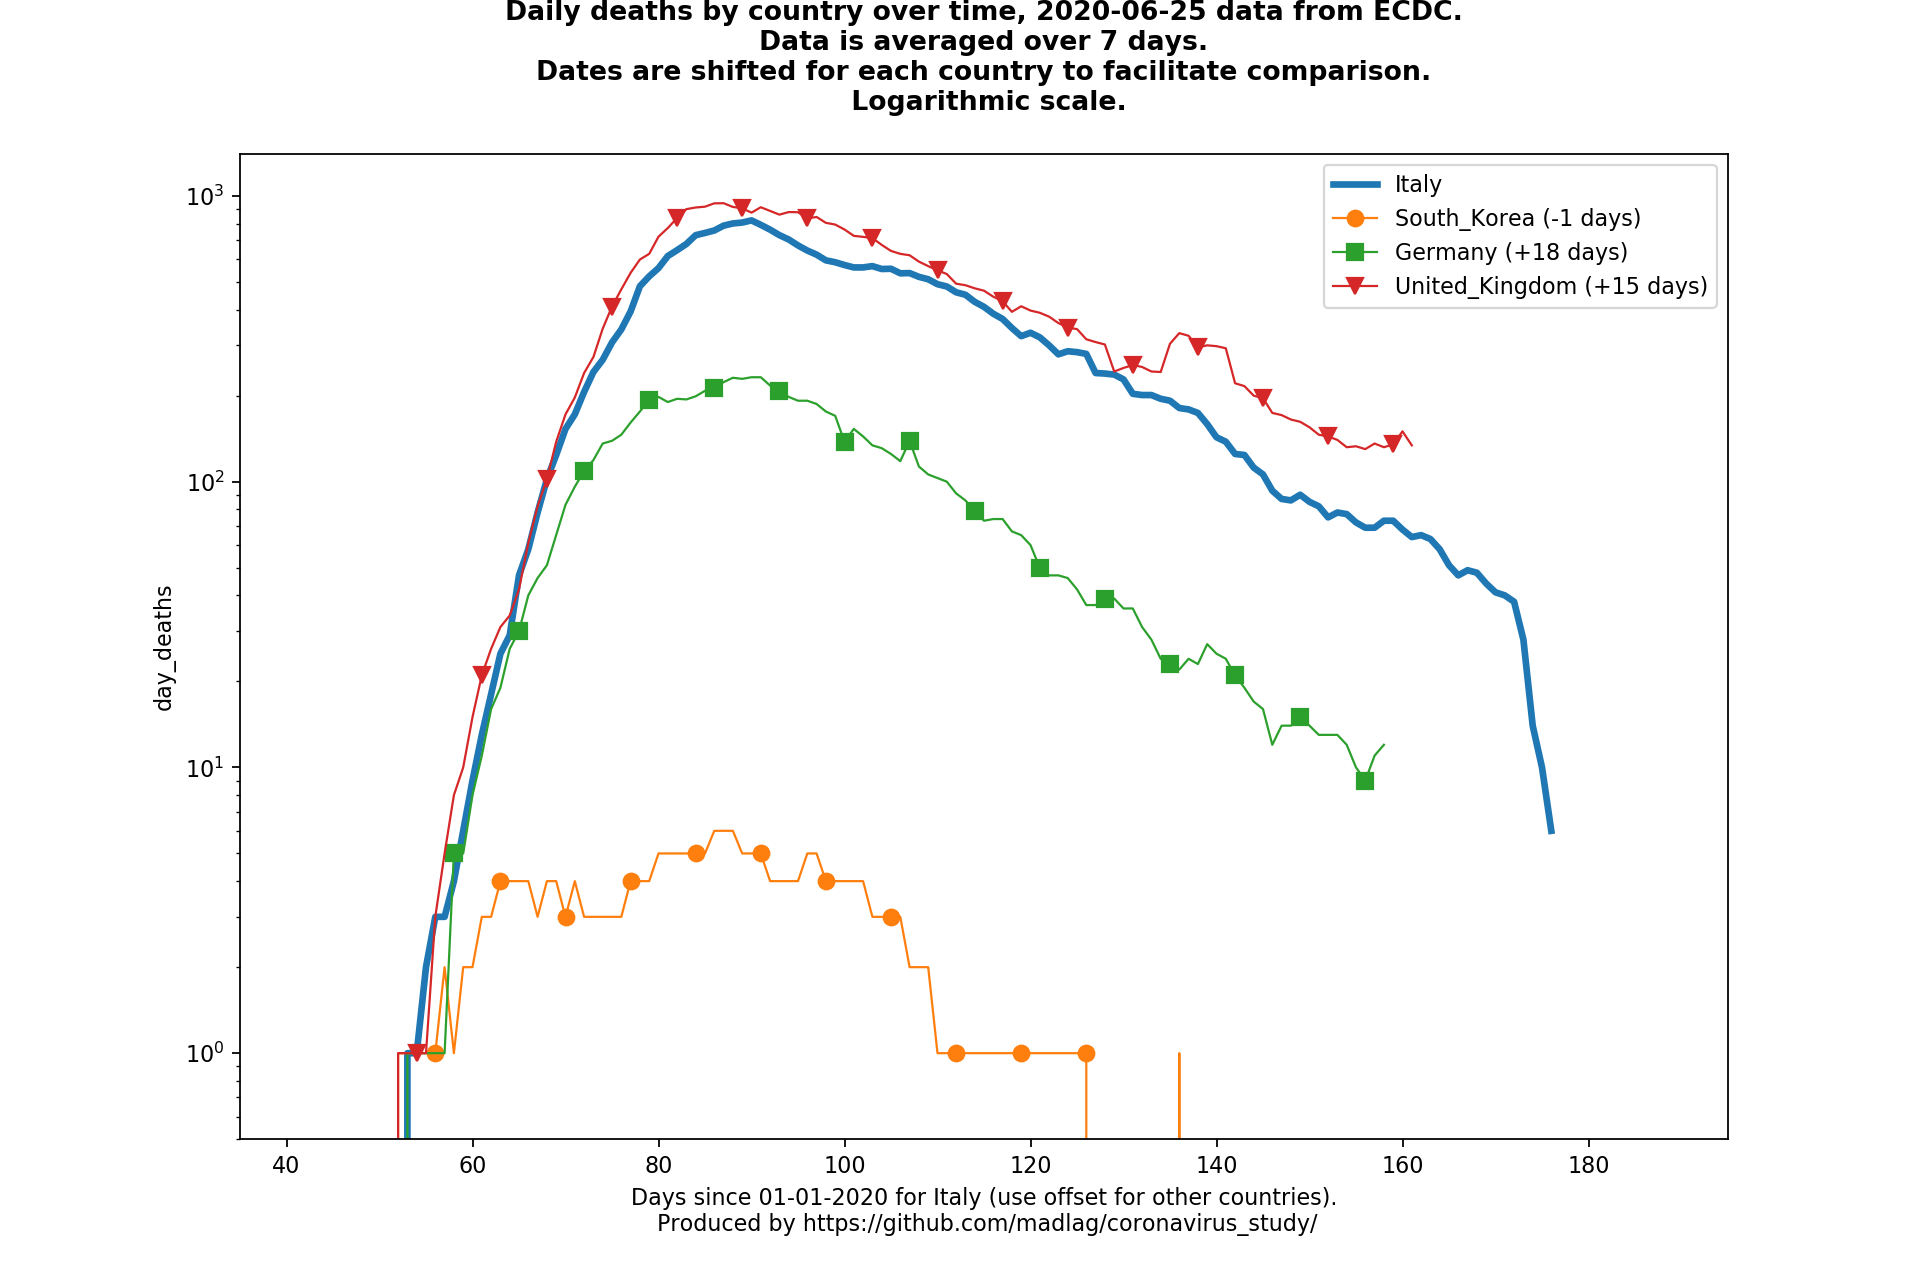 Daily deaths by country over time, 2020-06-25 data from ECDC.
Data is averaged over 7 days.
Dates are shifted for each country to facilitate comparison.
Logarithmic scale.
10³
10²
10¹
10⁰
day_deaths
Italy
South_Korea (-1 days)
Germany (+18 days)
United_Kingdom (+15 days)
40 60 80 100 120 140 160 180
Days since 01-01-2020 for Italy (use offset for other countries).
Produced by https://github.com/madlag/coronavirus_study/